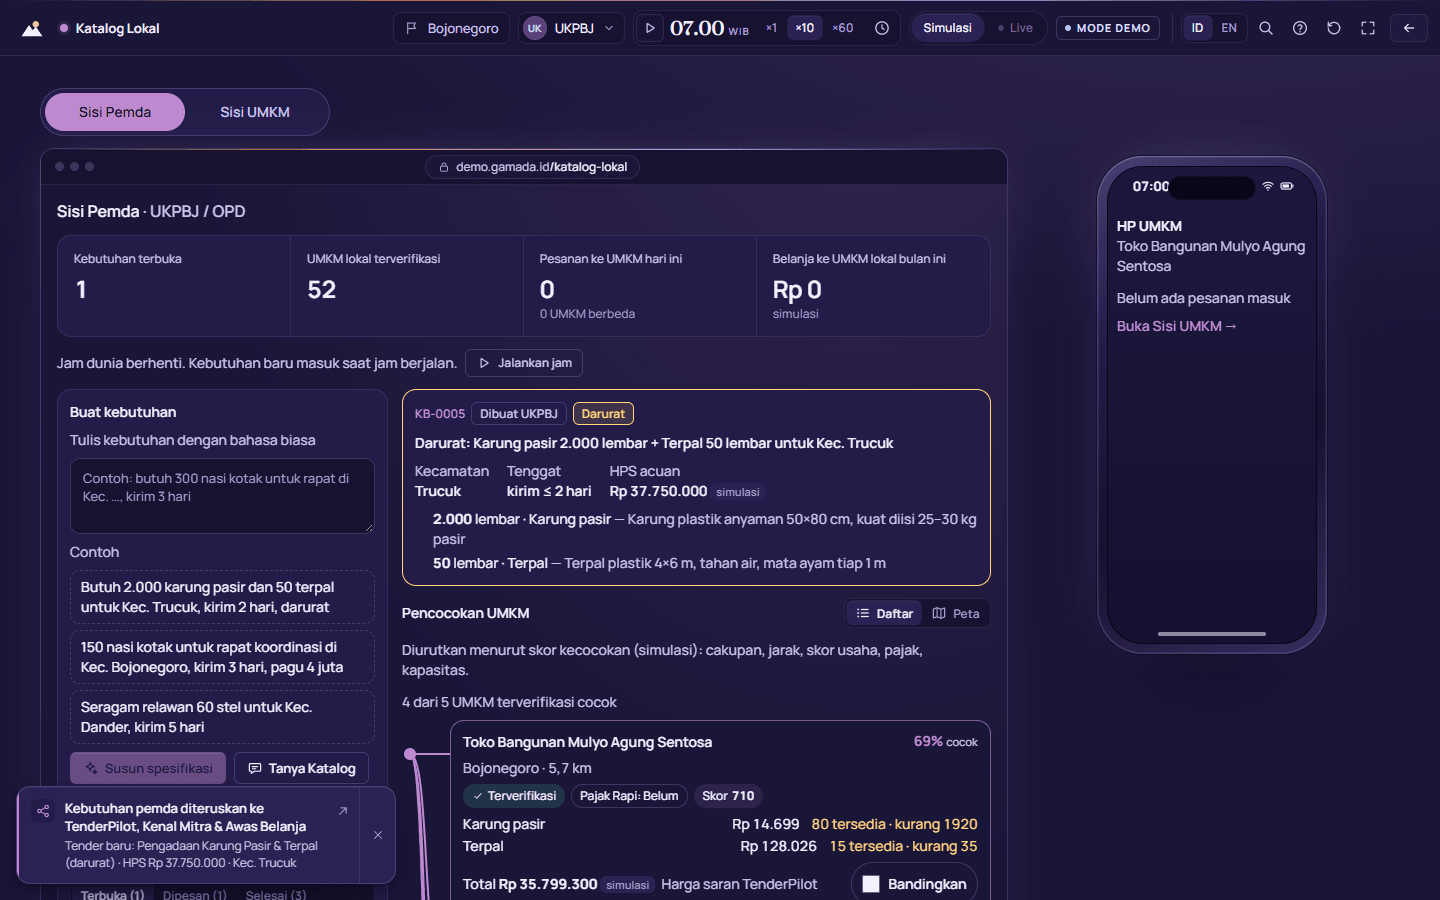 Katalog Lokal
Bojonegoro
UK UKPBJ
07.00 WIB
×1 ×10 ×60
Simulasi Live
MODE DEMO
ID EN
Sisi Pemda Sisi UMKM
demo.gamada.id/katalog-lokal
Sisi Pemda · UKPBJ / OPD
Kebutuhan terbuka
1
UMKM lokal terverifikasi
52
Pesanan ke UMKM hari ini
0
0 UMKM berbeda
Belanja ke UMKM lokal bulan ini
Rp 0
simulasi
Jam dunia berhenti. Kebutuhan baru masuk saat jam berjalan. Jalankan jam
Buat kebutuhan
Tulis kebutuhan dengan bahasa biasa
Contoh: butuh 300 nasi kotak untuk rapat di
Kec. …, kirim 3 hari
Contoh
Butuh 2.000 karung pasir dan 50 terpal
untuk Kec. Trucuk, kirim 2 hari, darurat
150 nasi kotak untuk rapat koordinasi di
Kec. Bojonegoro, kirim 3 hari, pagu 4 juta
Seragam relawan 60 stel untuk Kec.
Dander, kirim 5 hari
Susun spesifikasi Tanya Katalog
Terbuka (1) Dipesan (1) Selesai (3)
Kebutuhan pemda diteruskan ke
TenderPilot, Kenal Mitra & Awas Belanja
Tender baru: Pengadaan Karung Pasir & Terpal
(darurat) · HPS Rp 37.750.000 · Kec. Trucuk
KB-0005 Dibuat UKPBJ Darurat
Darurat: Karung pasir 2.000 lembar + Terpal 50 lembar untuk Kec. Trucuk
Kecamatan Tenggat HPS acuan
Trucuk kirim ≤ 2 hari Rp 37.750.000 simulasi
2.000 lembar · Karung pasir — Karung plastik anyaman 50×80 cm, kuat diisi 25–30 kg
pasir
50 lembar · Terpal — Terpal plastik 4×6 m, tahan air, mata ayam tiap 1 m
Pencocokan UMKM Daftar Peta
Diurutkan menurut skor kecocokan (simulasi): cakupan, jarak, skor usaha, pajak,
kapasitas.
4 dari 5 UMKM terverifikasi cocok
Toko Bangunan Mulyo Agung Sentosa 69% cocok
Bojonegoro · 5,7 km
Terverifikasi Pajak Rapi: Belum Skor 710
Karung pasir Rp 14.699 80 tersedia · kurang 1920
Terpal Rp 128.026 15 tersedia · kurang 35
Total Rp 35.799.300 simulasi Harga saran TenderPilot Bandingkan
07:00
HP UMKM
Toko Bangunan Mulyo Agung
Sentosa
Belum ada pesanan masuk
Buka Sisi UMKM →